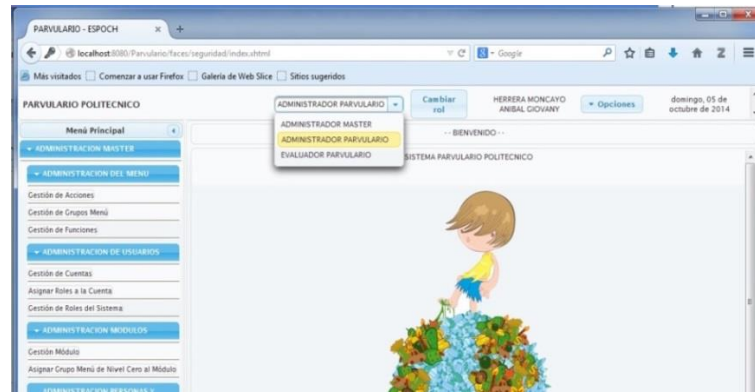 PARVULARIO - ESPOCH
localhost:8080/Parvulario/faces/seguridad/index.xhtml
Google
Más visitados Comenzar a usar Firefox Galería de Web Slice Sitios sugeridos
PARVULARIO POLITECNICO
ADMINISTRADOR PARVULARIO
Cambiar rol
HERRERA MONCAYO ANIBAL GIOVANY
Opciones
domingo, 05 de octubre de 2014
ADMINISTRADOR MASTER
ADMINISTRADOR PARVULARIO
EVALUADOR PARVULARIO
Menú Principal
-- BIENVENIDO --
SISTEMA PARVULARIO POLITECNICO
ADMINISTRACION MASTER
ADMINISTRACION DEL MENU
Gestión de Acciones
Gestión de Grupos Menú
Gestión de Funciones
ADMINISTRACION DE USUARIOS
Gestión de Cuentas
Asignar Roles a la Cuenta
Gestión de Roles del Sistema
ADMINISTRACION MODULOS
Gestión Módulo
Asignar Grupo Menú de Nivel Cero al Módulo
ADMINISTRACION PERSONAS Y